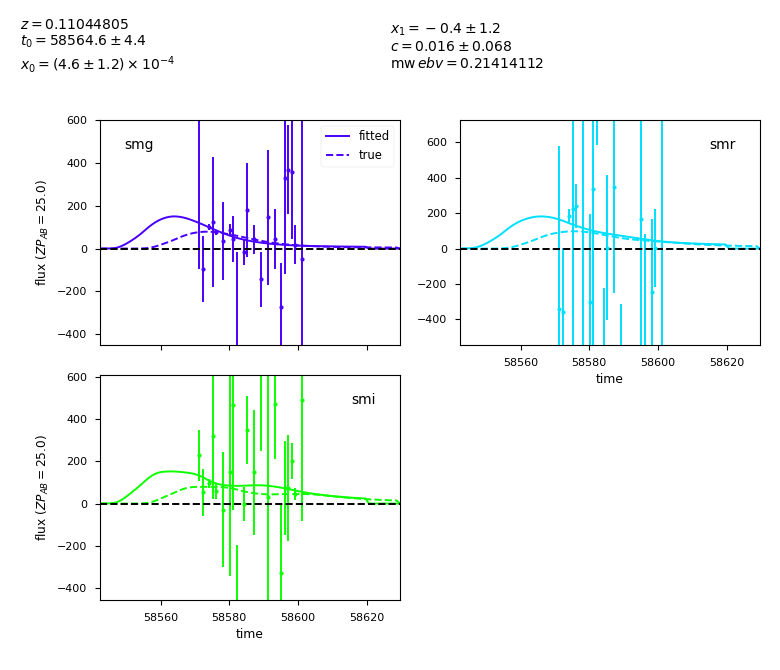 z = 0.11044805
t₀ = 58564.6 ± 4.4
x₀ = (4.6 ± 1.2) × 10⁻⁴
x₁ = −0.4 ± 1.2
c = 0.016 ± 0.068
mw ebv = 0.21414112
smg
fitted
true
600
400
200
0
−200
−400
flux (ZP_AB = 25.0)
smr
600
400
200
0
−200
−400
58560 58580 58600 58620
time
smi
600
400
200
0
−200
−400
flux (ZP_AB = 25.0)
58560 58580 58600 58620
time